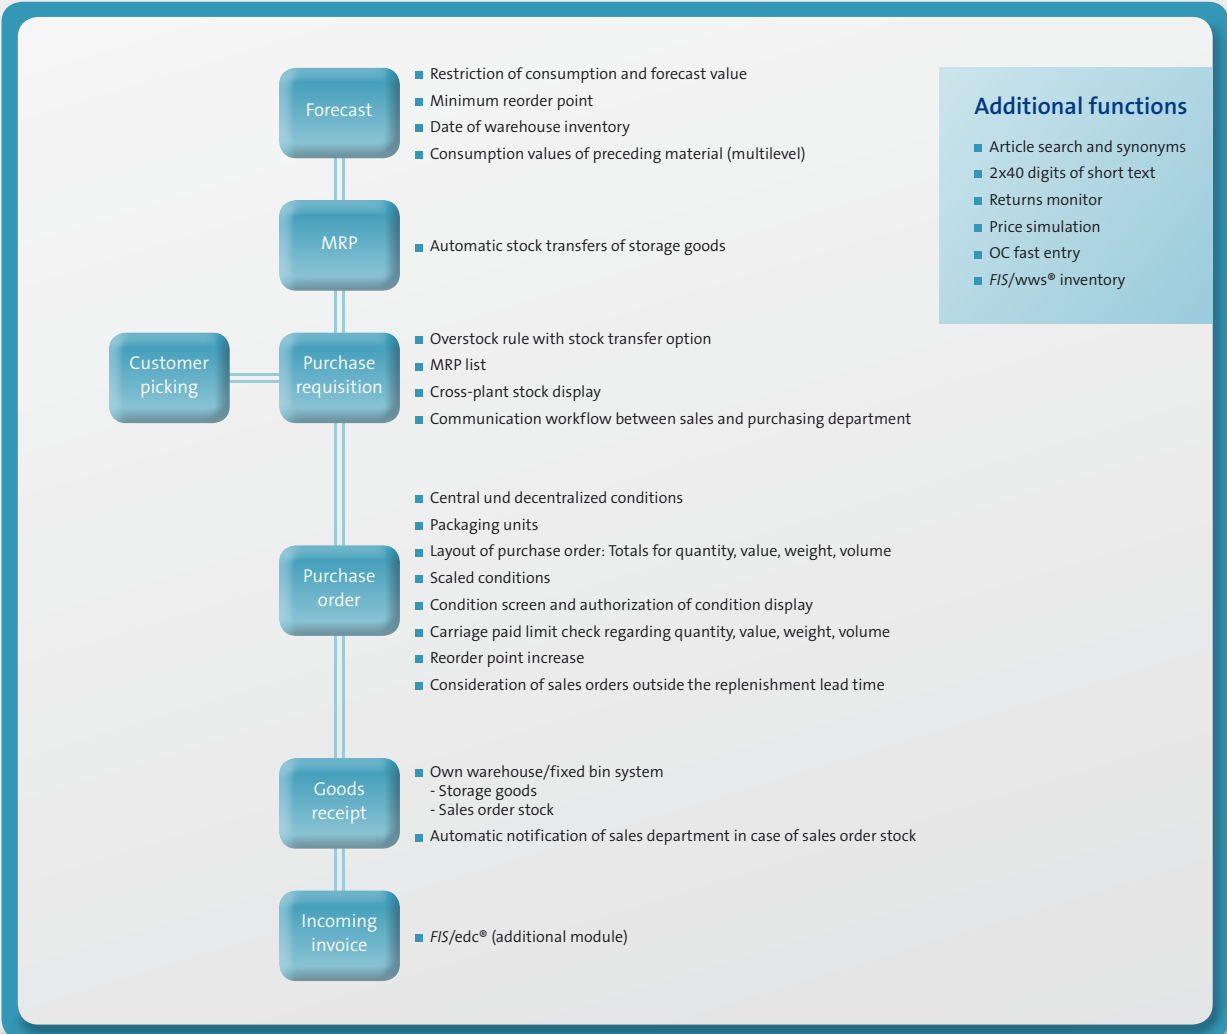 Forecast
Restriction of consumption and forecast value
Minimum reorder point
Date of warehouse inventory
Consumption values of preceding material (multilevel)
Additional functions
Article search and synonyms
2x40 digits of short text
Returns monitor
Price simulation
OC fast entry
FIS/wws® inventory
MRP
Automatic stock transfers of storage goods
Customer
picking
Purchase
requisition
Overstock rule with stock transfer option
MRP list
Cross-plant stock display
Communication workflow between sales and purchasing department
Purchase
order
Central und decentralized conditions
Packaging units
Layout of purchase order: Totals for quantity, value, weight, volume
Scaled conditions
Condition screen and authorization of condition display
Carriage paid limit check regarding quantity, value, weight, volume
Reorder point increase
Consideration of sales orders outside the replenishment lead time
Goods
receipt
Own warehouse/fixed bin system
- Storage goods
- Sales order stock
Automatic notification of sales department in case of sales order stock
Incoming
invoice
FIS/edc® (additional module)